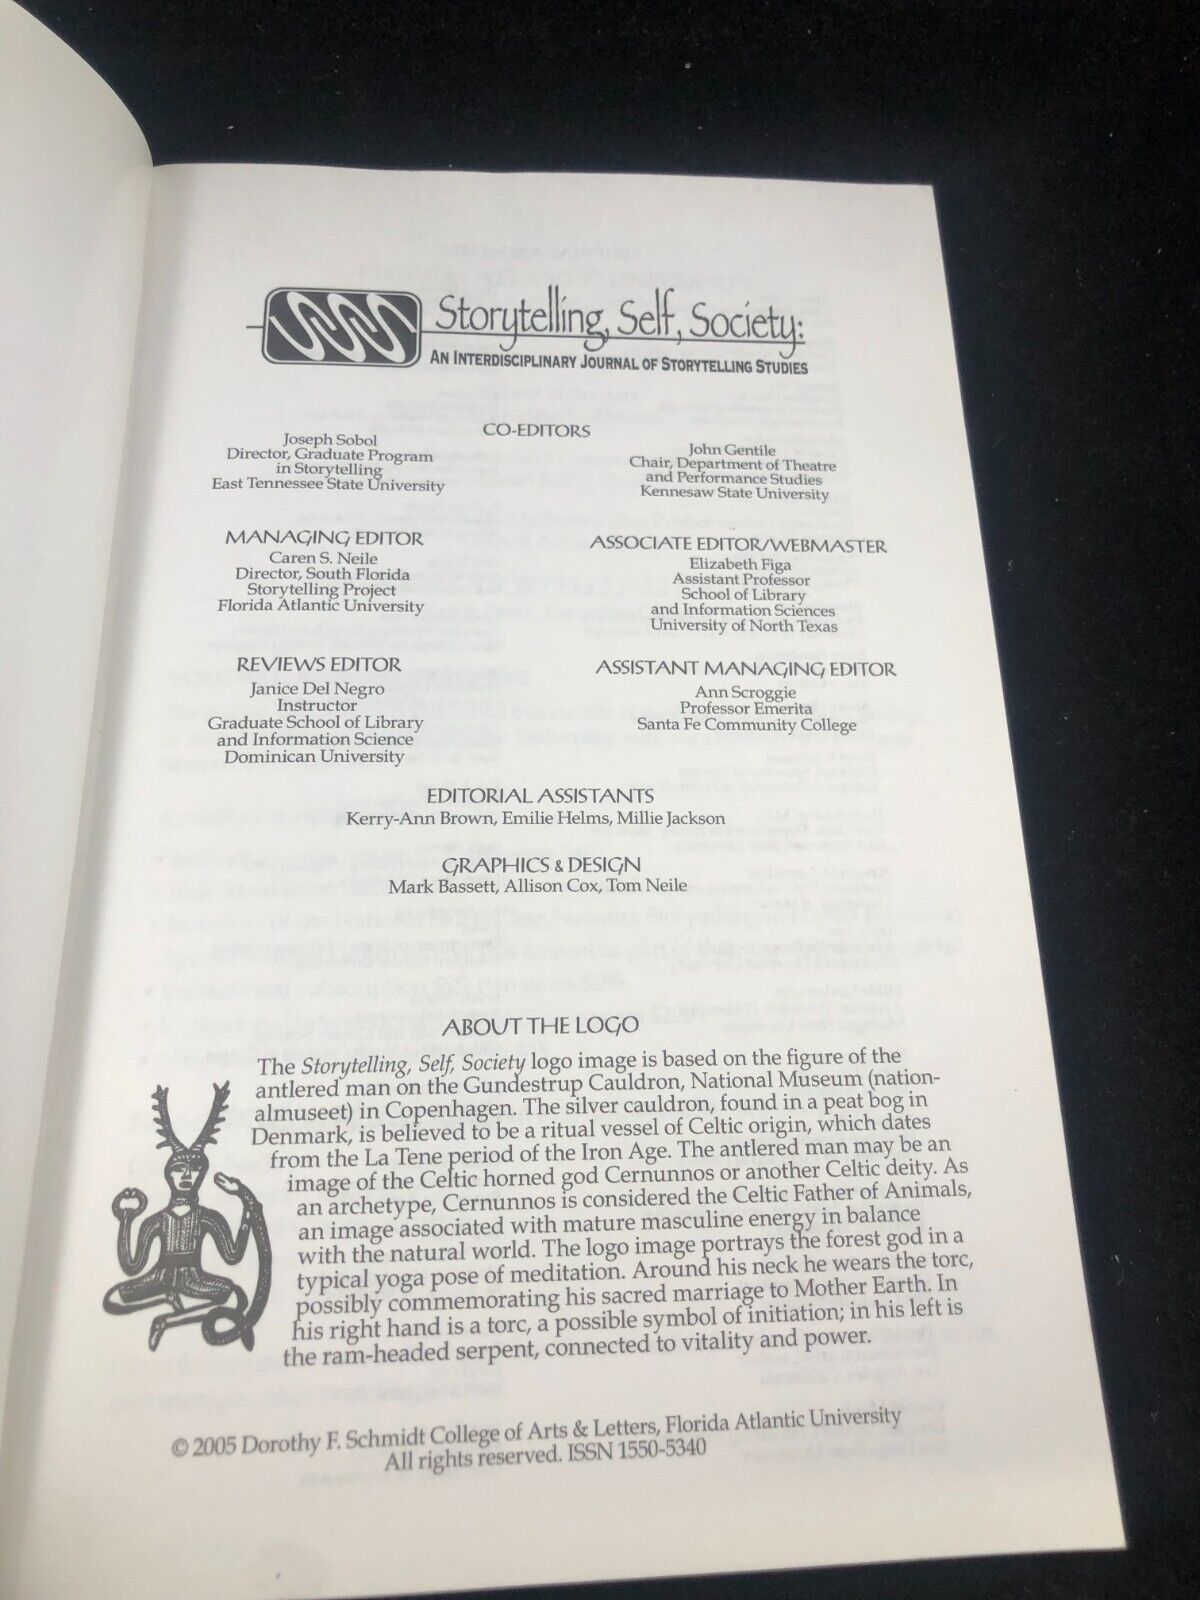 SSS
Storytelling, Self, Society:
AN INTERDISCIPLINARY JOURNAL OF STORYTELLING STUDIES
CO-EDITORS
Joseph Sobol
Director, Graduate Program
in Storytelling
East Tennessee State University
John Gentile
Chair, Department of Theatre
and Performance Studies
Kennesaw State University
MANAGING EDITOR
Caren S. Neile
Director, South Florida
Storytelling Project
Florida Atlantic University
ASSOCIATE EDITOR/WEBMASTER
Elizabeth Figa
Assistant Professor
School of Library
and Information Sciences
University of North Texas
REVIEWS EDITOR
Janice Del Negro
Instructor
Graduate School of Library
and Information Science
Dominican University
ASSISTANT MANAGING EDITOR
Ann Scroggie
Professor Emerita
Santa Fe Community College
EDITORIAL ASSISTANTS
Kerry-Ann Brown, Emilie Helms, Millie Jackson
GRAPHICS & DESIGN
Mark Bassett, Allison Cox, Tom Neile
ABOUT THE LOGO
The Storytelling, Self, Society logo image is based on the figure of the
antlered man on the Gundestrup Cauldron, National Museum (nation-
almuseet) in Copenhagen. The silver cauldron, found in a peat bog in
Denmark, is believed to be a ritual vessel of Celtic origin, which dates
from the La Tene period of the Iron Age. The antlered man may be an
image of the Celtic horned god Cernunnos or another Celtic deity. As
an archetype, Cernunnos is considered the Celtic Father of Animals,
an image associated with mature masculine energy in balance
with the natural world. The logo image portrays the forest god in a
typical yoga pose of meditation. Around his neck he wears the torc,
possibly commemorating his sacred marriage to Mother Earth. In
his right hand is a torc, a possible symbol of initiation; in his left is
the ram-headed serpent, connected to vitality and power.
© 2005 Dorothy F. Schmidt College of Arts & Letters, Florida Atlantic University
All rights reserved. ISSN 1550-5340